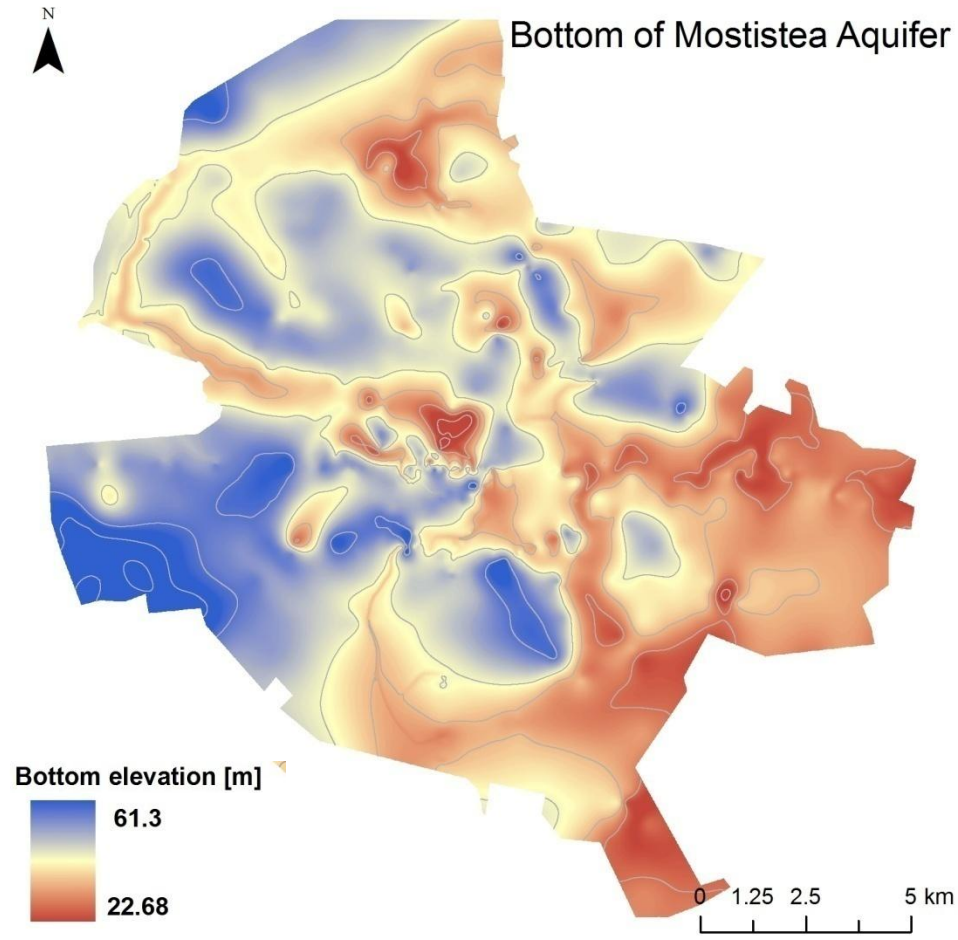 N
Bottom of Mostistea Aquifer
Bottom elevation [m]
61.3
22.68
0 1.25 2.5 5 km